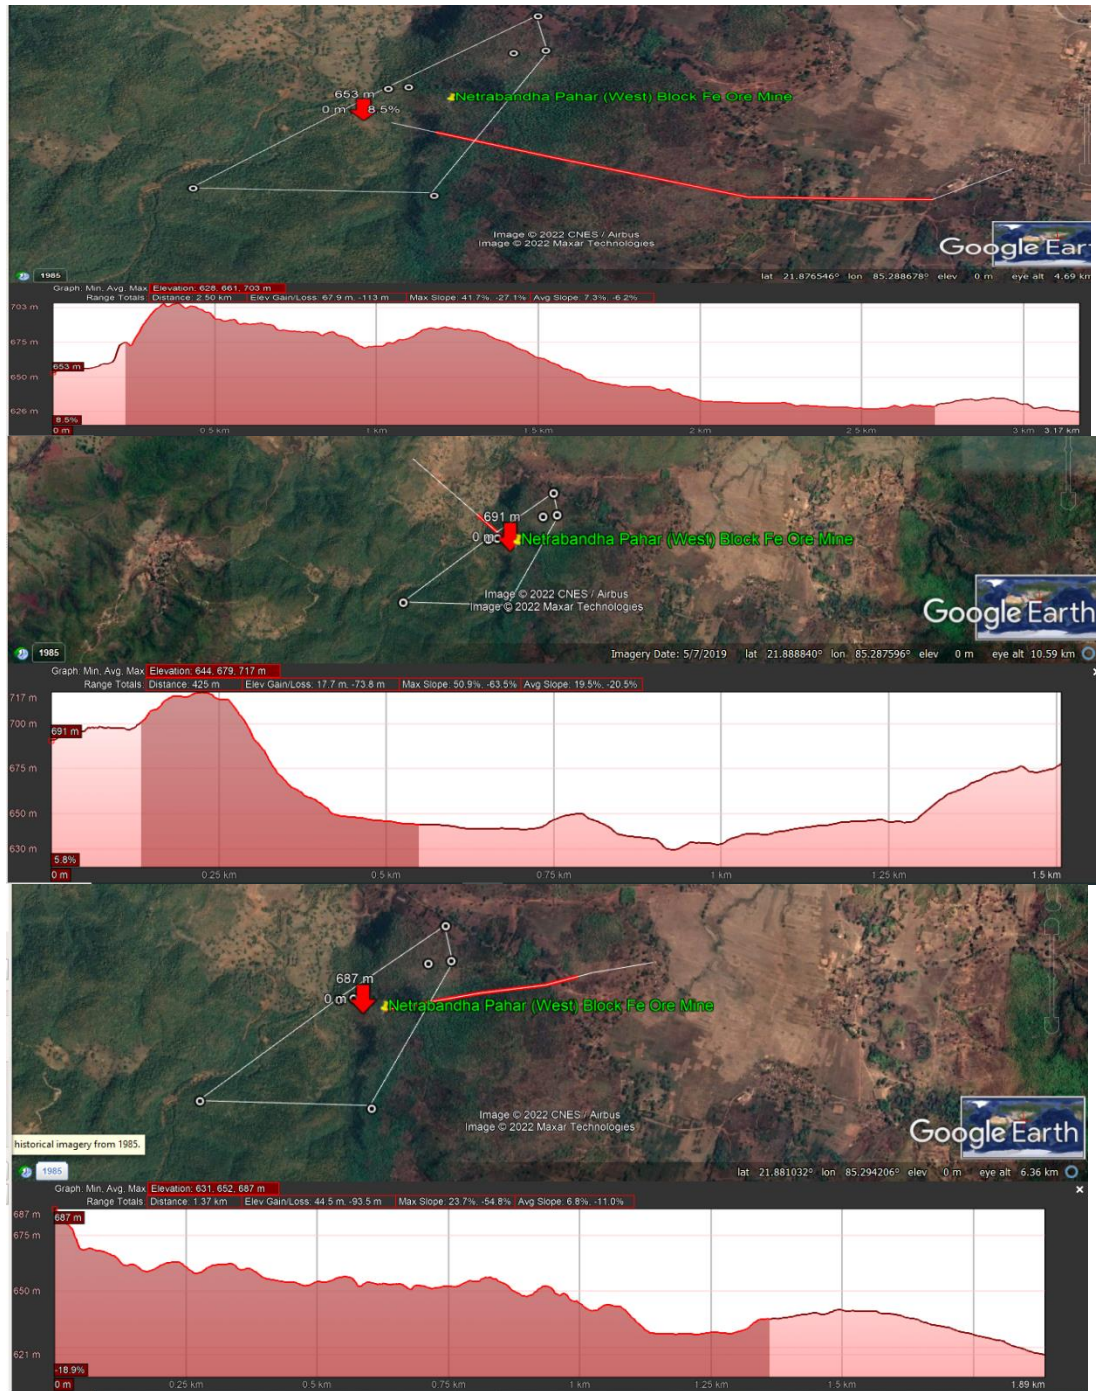 653 m
0 m 8.5%
Netrabandha Pahar (West) Block Fe Ore Mine
Image © 2022 CNES / Airbus
Image © 2022 Maxar Technologies
Google Ear
1985
lat 21.876546° lon 85.288678° elev 0 m eye alt 4.69 km
Graph: Min, Avg, Max Elevation: 628, 661, 703 m
Range Totals: Distance: 2.50 km Elev Gain/Loss: 67.9 m, -113 m Max Slope: 41.7%, -27.1% Avg Slope: 7.3%, -6.2%
703 m
675 m
653 m
650 m
626 m
8.5%
0 m 0.5 km 1 km 1.5 km 2 km 2.5 km 3 km 3.17 km
691 m
0 m
Netrabandha Pahar (West) Block Fe Ore Mine
Image © 2022 CNES / Airbus
Image © 2022 Maxar Technologies
Google Earth
1985
Imagery Date: 5/7/2019 lat 21.888840° lon 85.287596° elev 0 m eye alt 10.59 km
Graph: Min, Avg, Max Elevation: 644, 679, 717 m
Range Totals: Distance: 425 m Elev Gain/Loss: 17.7 m, -73.8 m Max Slope: 50.9%, -63.5% Avg Slope: 19.5%, -20.5%
717 m
700 m
691 m
675 m
650 m
630 m
5.8%
0 m 0.25 km 0.5 km 0.75 km 1 km 1.25 km 1.5 km
687 m
0 m
Netrabandha Pahar (West) Block Fe Ore Mine
Image © 2022 CNES / Airbus
Image © 2022 Maxar Technologies
Google Earth
historical imagery from 1985.
1985
lat 21.881032° lon 85.294206° elev 0 m eye alt 6.36 km
Graph: Min, Avg, Max Elevation: 631, 652, 687 m
Range Totals: Distance: 1.37 km Elev Gain/Loss: 44.5 m, -93.5 m Max Slope: 23.7%, -54.8% Avg Slope: 6.8%, -11.0%
687 m
687 m
675 m
650 m
621 m
-18.9%
0 m 0.25 km 0.5 km 0.75 km 1 km 1.25 km 1.5 km 1.89 km